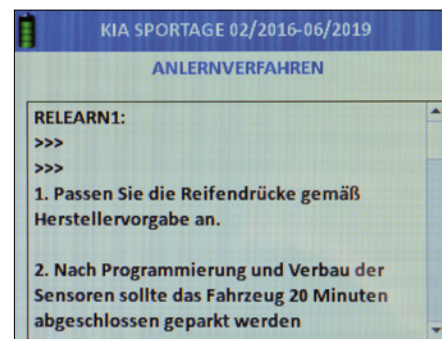 KIA SPORTAGE 02/2016-06/2019
ANLERNVERFAHREN
RELEARN1:
>>>
>>>
1. Passen Sie die Reifendrücke gemäß
Herstellervorgabe an.
2. Nach Programmierung und Verbau der
Sensoren sollte das Fahrzeug 20 Minuten
abgeschlossen geparkt werden